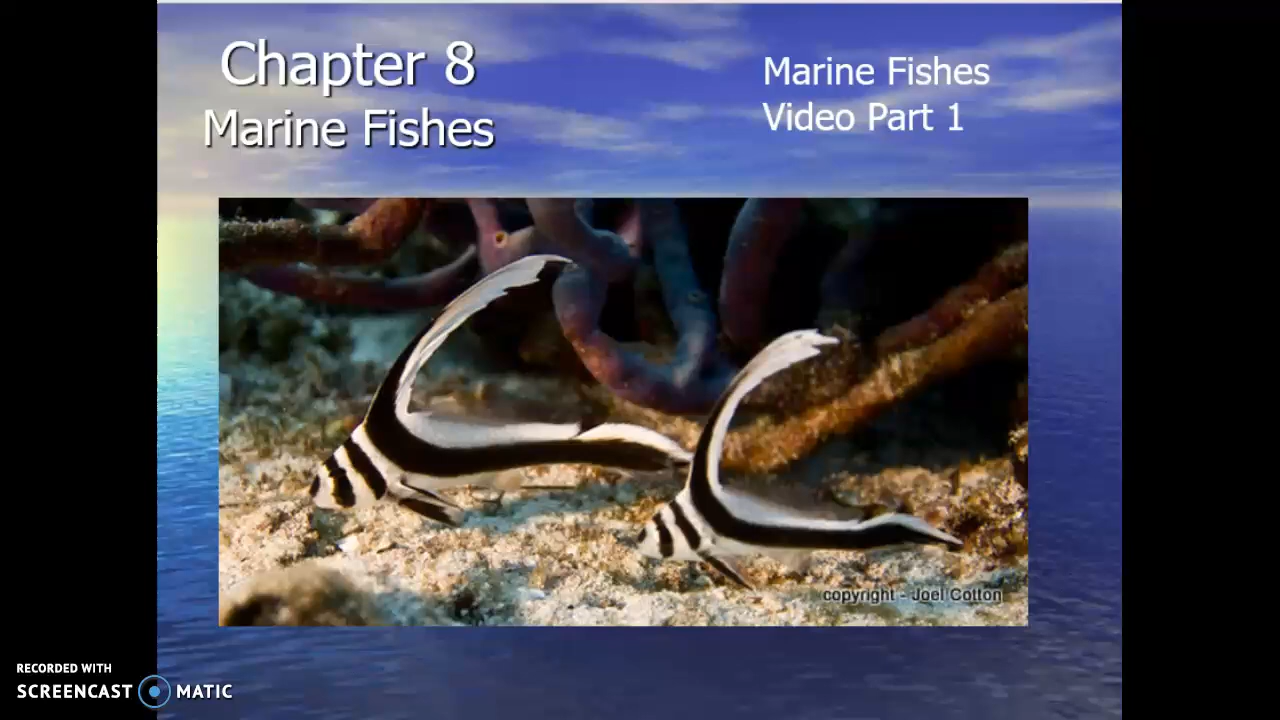 Chapter 8
Marine Fishes
Marine Fishes
Video Part 1
copyright - Joel Cotton
RECORDED WITH
SCREENCAST MATIC